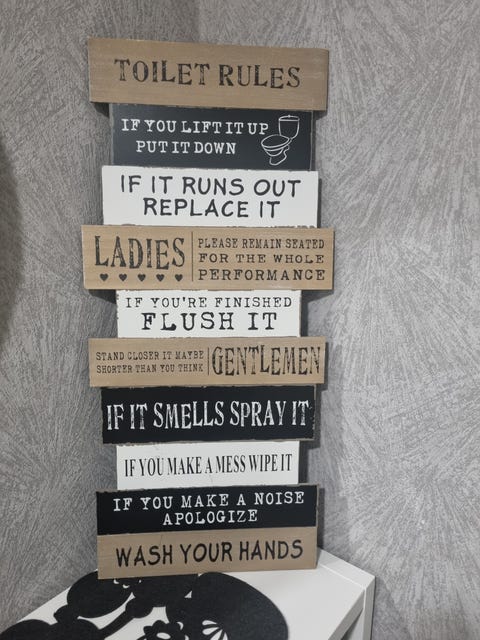 TOILET RULES
IF YOU LIFT IT UP
PUT IT DOWN
IF IT RUNS OUT
REPLACE IT
LADIES
PLEASE REMAIN SEATED
FOR THE WHOLE
PERFORMANCE
IF YOU'RE FINISHED
FLUSH IT
STAND CLOSER IT MAYBE
SHORTER THAN YOU THINK
GENTLEMEN
IF IT SMELLS SPRAY IT
IF YOU MAKE A MESS WIPE IT
IF YOU MAKE A NOISE
APOLOGIZE
WASH YOUR HANDS